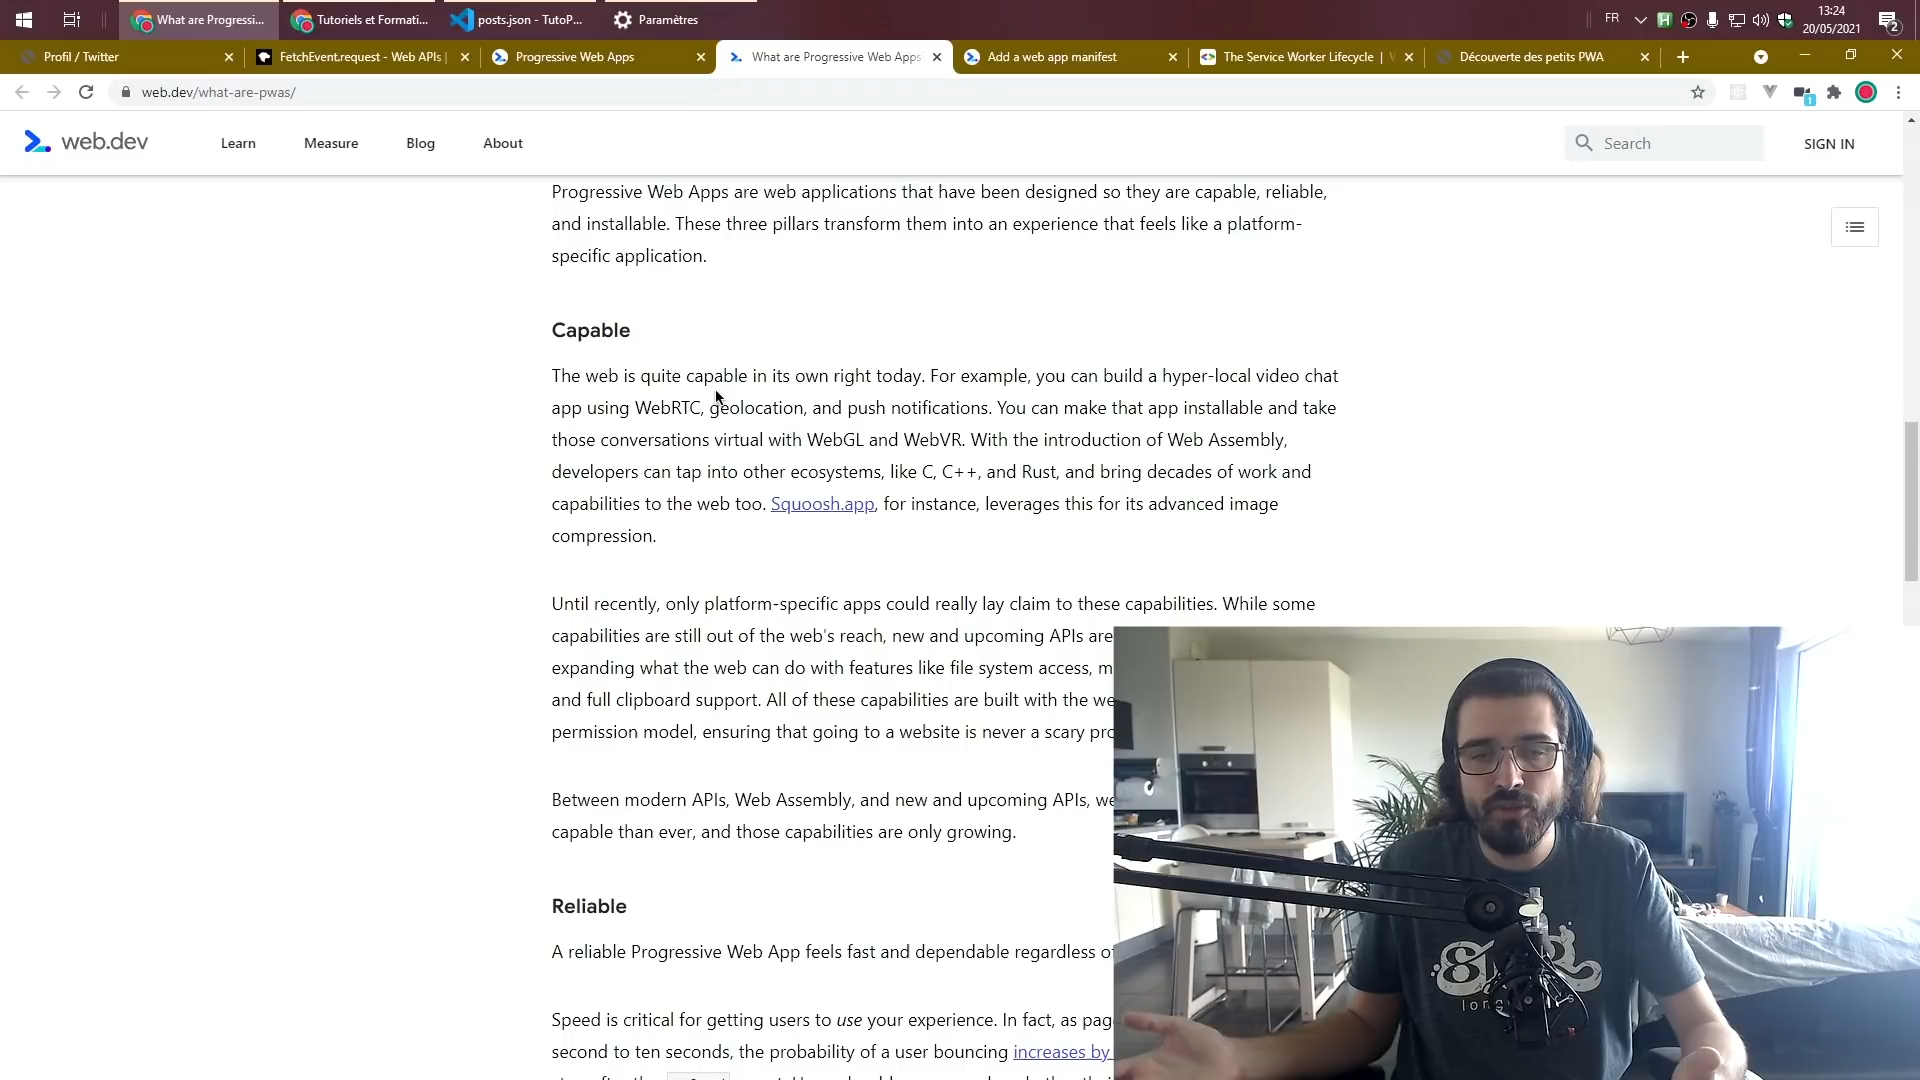 What are Progressi...
Tutoriels et Formati...
posts.json - TutoP...
Paramètres
FR
13:24
20/05/2021
2
Profil / Twitter
FetchEvent.request - Web APIs |
Progressive Web Apps
What are Progressive Web Apps
Add a web app manifest
The Service Worker Lifecycle |
Découverte des petits PWA
web.dev/what-are-pwas/
1
web.dev
Learn
Measure
Blog
About
Search
SIGN IN
Progressive Web Apps are web applications that have been designed so they are capable, reliable,
and installable. These three pillars transform them into an experience that feels like a platform-
specific application.
Capable
The web is quite capable in its own right today. For example, you can build a hyper-local video chat
app using WebRTC, geolocation, and push notifications. You can make that app installable and take
those conversations virtual with WebGL and WebVR. With the introduction of Web Assembly,
developers can tap into other ecosystems, like C, C++, and Rust, and bring decades of work and
capabilities to the web too. Squoosh.app, for instance, leverages this for its advanced image
compression.
Until recently, only platform-specific apps could really lay claim to these capabilities. While some
capabilities are still out of the web's reach, new and upcoming APIs are
expanding what the web can do with features like file system access, m
and full clipboard support. All of these capabilities are built with the we
permission model, ensuring that going to a website is never a scary pro
Between modern APIs, Web Assembly, and new and upcoming APIs, we
capable than ever, and those capabilities are only growing.
Reliable
A reliable Progressive Web App feels fast and dependable regardless of
Speed is critical for getting users to use your experience. In fact, as pag
second to ten seconds, the probability of a user bouncing increases by